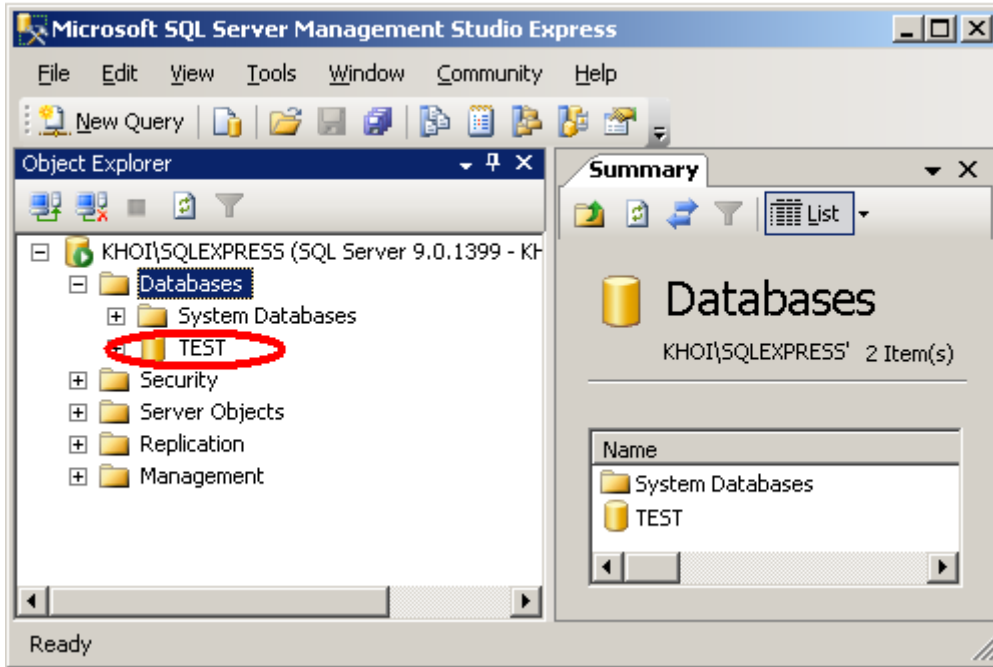 Microsoft SQL Server Management Studio Express
File Edit View Tools Window Community Help
New Query
Object Explorer
KHOI\SQLEXPRESS (SQL Server 9.0.1399 - KH
Databases
System Databases
TEST
Security
Server Objects
Replication
Management
Summary
List
Databases
KHOI\SQLEXPRESS' 2 Item(s)
Name
System Databases
TEST
Ready